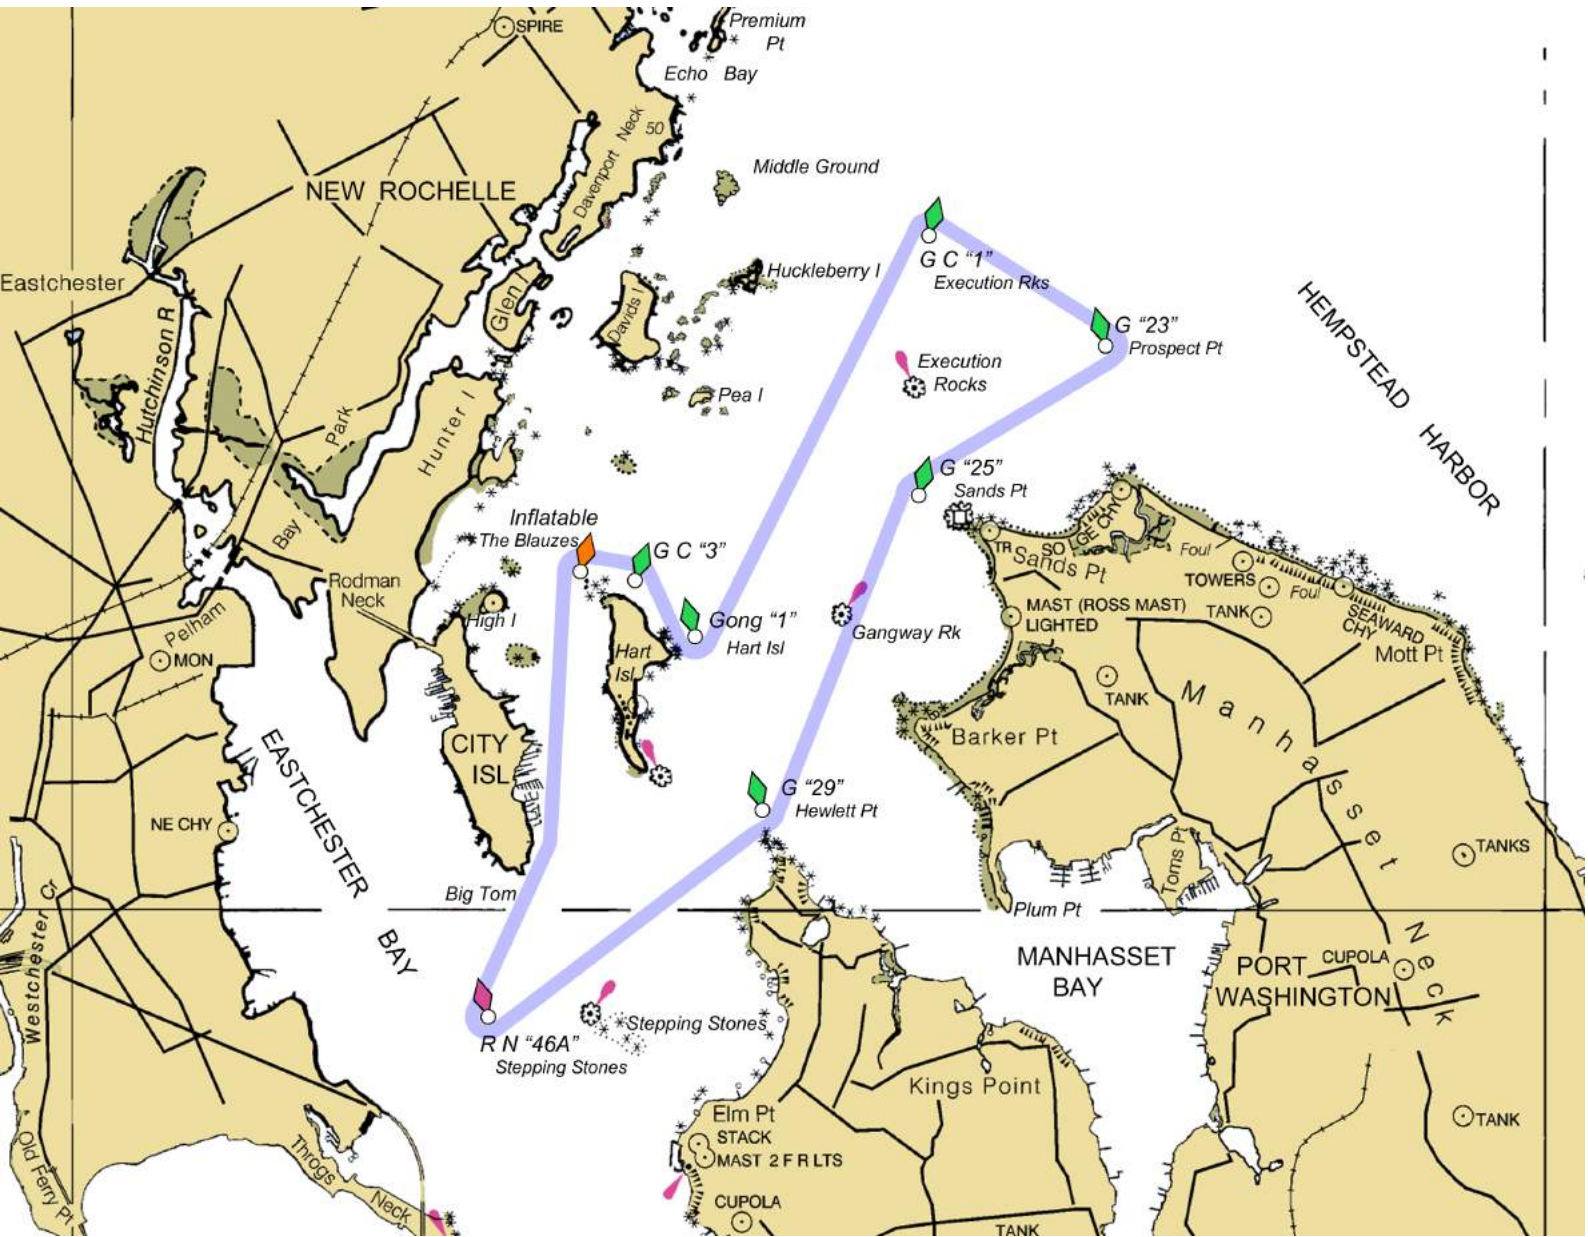 SPIRE
Premium
Pt
Echo Bay
Davenport Neck
50
Middle Ground
NEW ROCHELLE
Huckleberry I
Eastchester
Glen I
Davids I
Pea I
Hutchinson R
Park
Hunter I
Bay
G C “1”
Execution Rks
G “23”
Prospect Pt
Execution
Rocks
HEMPSTEAD HARBOR
G “25”
Sands Pt
Inflatable
The Blauzes
G C “3”
Gong “1”
Hart Isl
Rodman
Neck
High I
Pelham
MON
Hart
Isl
Gangway Rk
TR
SO
GE CHY
Sands Pt
Foul
TOWERS
Foul
MAST (ROSS MAST)
LIGHTED
TANK
SEAWARD
CHY
Mott Pt
TANK
Manhasset Neck
Barker Pt
CITY
ISL
EASTCHESTER BAY
NE CHY
G “29”
Hewlett Pt
Toms Pt
TANKS
Big Tom
Plum Pt
Westchester Cr
MANHASSET
BAY
PORT
WASHINGTON
CUPOLA
R N “46A”
Stepping Stones
Stepping Stones
Kings Point
Elm Pt
STACK
MAST 2 F R LTS
TANK
Old Ferry Pt
Throgs Neck
CUPOLA
TANK